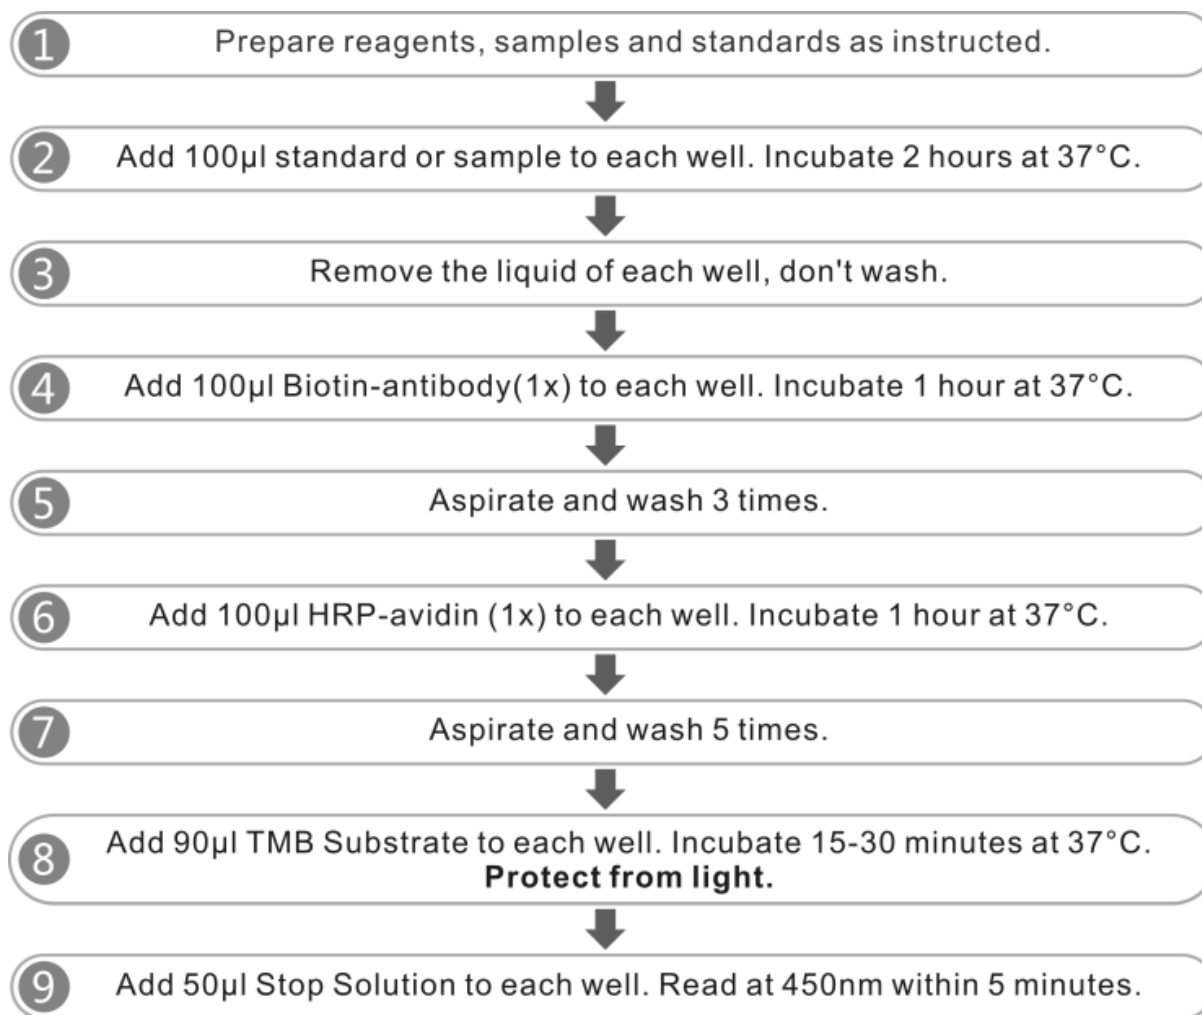 1 Prepare reagents, samples and standards as instructed.
2 Add 100µl standard or sample to each well. Incubate 2 hours at 37°C.
3 Remove the liquid of each well, don't wash.
4 Add 100µl Biotin-antibody(1x) to each well. Incubate 1 hour at 37°C.
5 Aspirate and wash 3 times.
6 Add 100µl HRP-avidin (1x) to each well. Incubate 1 hour at 37°C.
7 Aspirate and wash 5 times.
8 Add 90µl TMB Substrate to each well. Incubate 15-30 minutes at 37°C.
Protect from light.
9 Add 50µl Stop Solution to each well. Read at 450nm within 5 minutes.